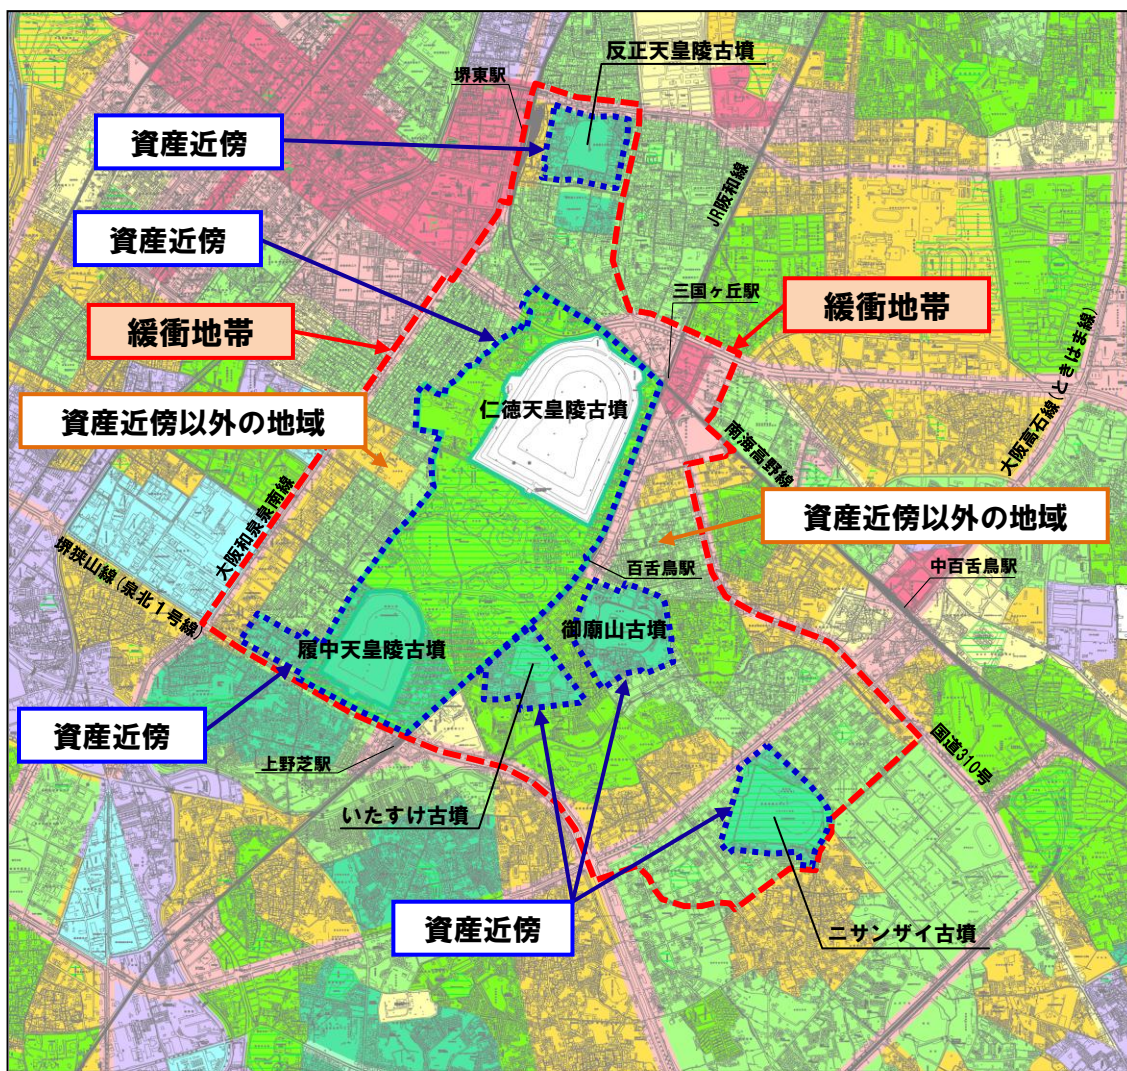 反正天皇陵古墳
堺東駅
資産近傍
JR阪和線
資産近傍
三国ヶ丘駅
緩衝地帯
緩衝地帯
大阪高石線(ときはま線)
仁徳天皇陵古墳
資産近傍以外の地域
南海高野線
大阪和泉泉南線
資産近傍以外の地域
堺狭山線(泉北1号線)
百舌鳥駅
中百舌鳥駅
御廟山古墳
履中天皇陵古墳
資産近傍
国道310号
上野芝駅
いたすけ古墳
資産近傍
ニサンザイ古墳